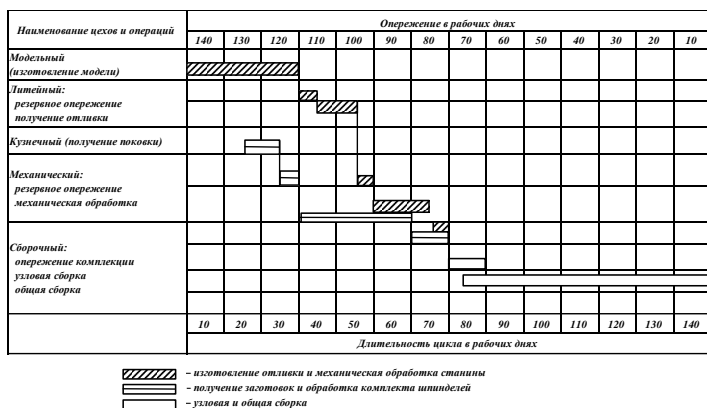 Наименование цехов и операций
Опережение в рабочих днях
140 130 120 110 100 90 80 70 60 50 40 30 20 10
Модельный
(изготовление модели)
Литейный:
резервное опережение
получение отливки
Кузнечный (получение поковки)
Механический:
резервное опережение
механическая обработка
Сборочный:
опережение комплекции
узловая сборка
общая сборка
10 20 30 40 50 60 70 80 90 100 110 120 130 140
Длительность цикла в рабочих днях
– изготовление отливки и механическая обработка станины
– получение заготовок и обработка комплекта шпинделей
– узловая и общая сборка